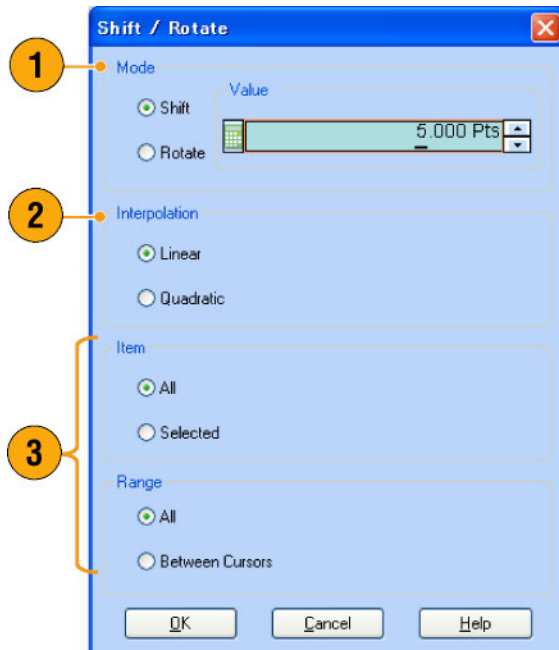 Shift / Rotate
1
Mode
Value
Shift
5.000 Pts
Rotate
2
Interpolation
Linear
Quadratic
Item
All
Selected
3
Range
All
Between Cursors
OK Cancel Help